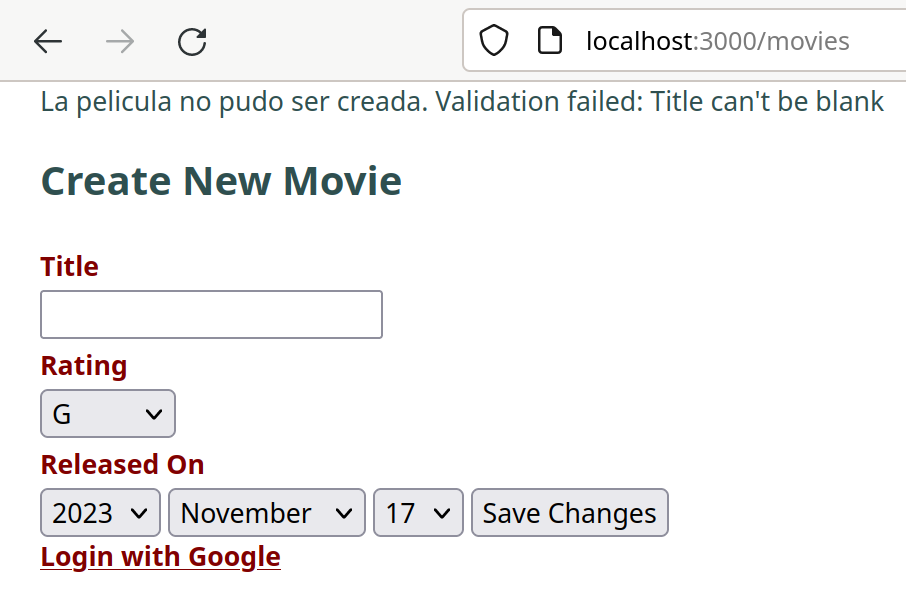 localhost:3000/movies
La pelicula no pudo ser creada. Validation failed: Title can't be blank
Create New Movie
Title
Rating
G
Released On
2023 November 17 Save Changes
Login with Google